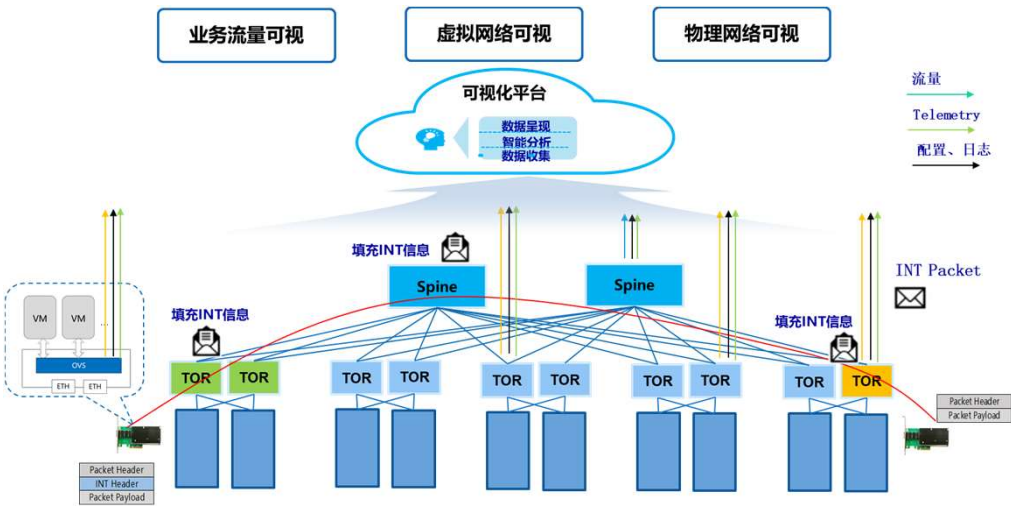 业务流量可视
虚拟网络可视
物理网络可视
可视化平台
数据呈现
智能分析
数据收集
流量
Telemetry
配置、日志
填充INT信息
Spine
Spine
INT Packet
VM
VM
...
OVS
ETH
ETH
填充INT信息
填充INT信息
TOR
TOR
TOR
TOR
TOR
TOR
TOR
TOR
TOR
TOR
Packet Header
Packet Payload
Packet Header
INT Header
Packet Payload